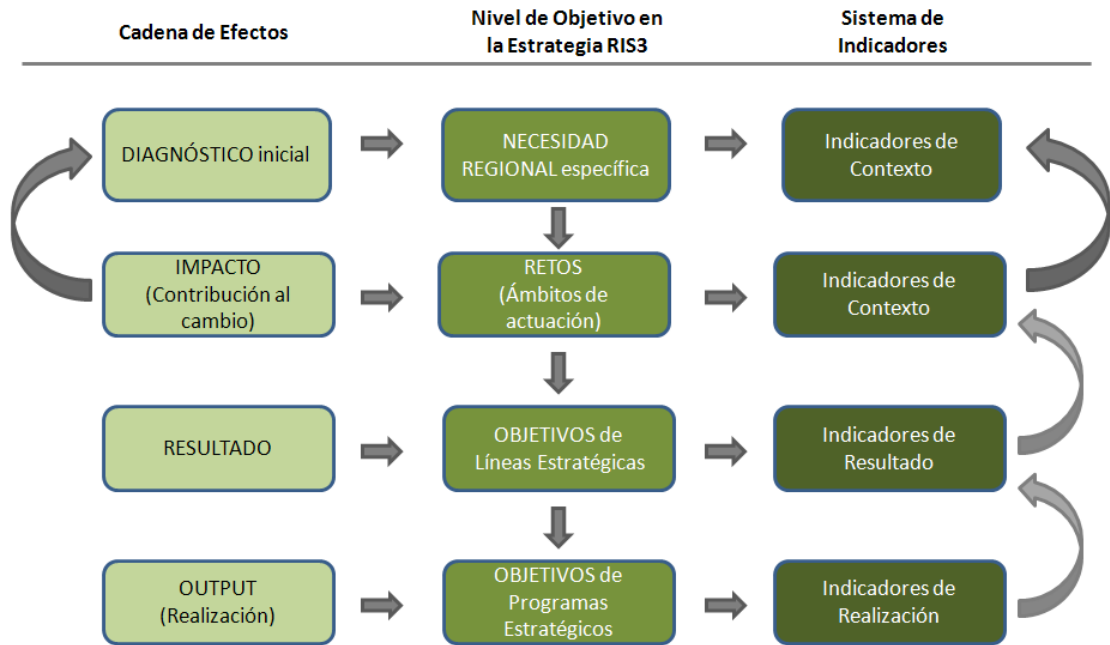 Cadena de Efectos
Nivel de Objetivo en
la Estrategia RIS3
Sistema de
Indicadores
DIAGNÓSTICO inicial
NECESIDAD
REGIONAL específica
Indicadores de
Contexto
IMPACTO
(Contribución al
cambio)
RETOS
(Ámbitos de
actuación)
Indicadores de
Contexto
RESULTADO
OBJETIVOS de
Líneas Estratégicas
Indicadores de
Resultado
OUTPUT
(Realización)
OBJETIVOS de
Programas
Estratégicos
Indicadores de
Realización